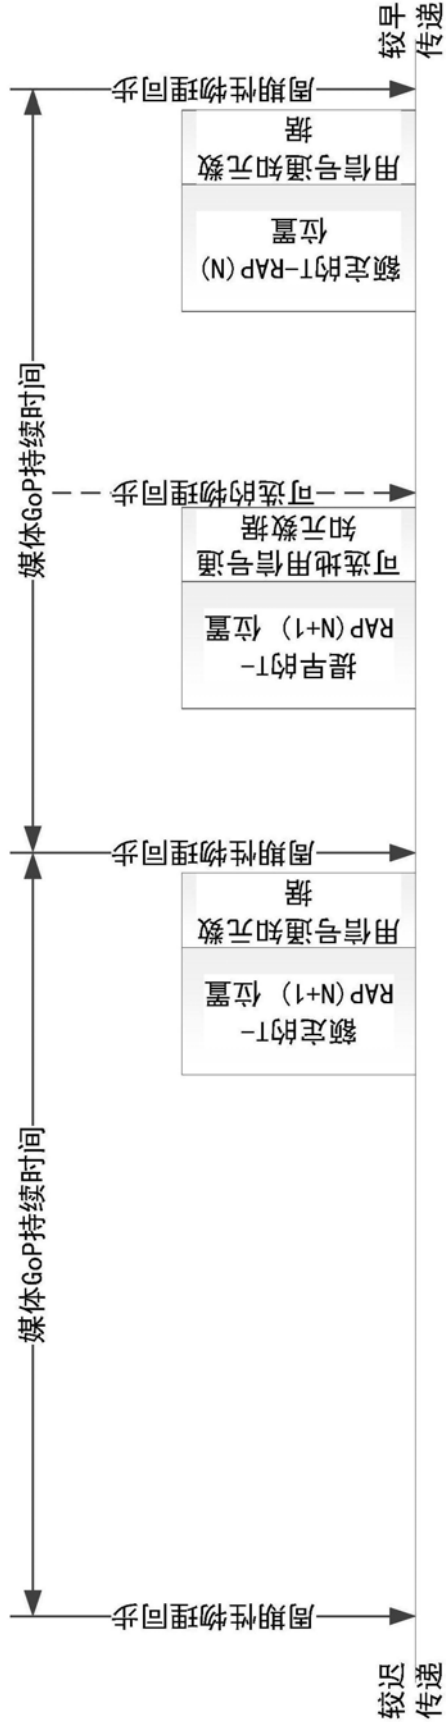 较早
传递
周期性物理同步
用信号通知元数
据
额定的T-RAP(N)
位置
媒体GoP持续时间
可选的物理同步
可选地用信号通
知元数据
提早的T-
RAP(N+1) 位置
周期性物理同步
用信号通知元数
据
额定的T-
RAP(N+1) 位置
媒体GoP持续时间
周期性物理同步
较迟
传递